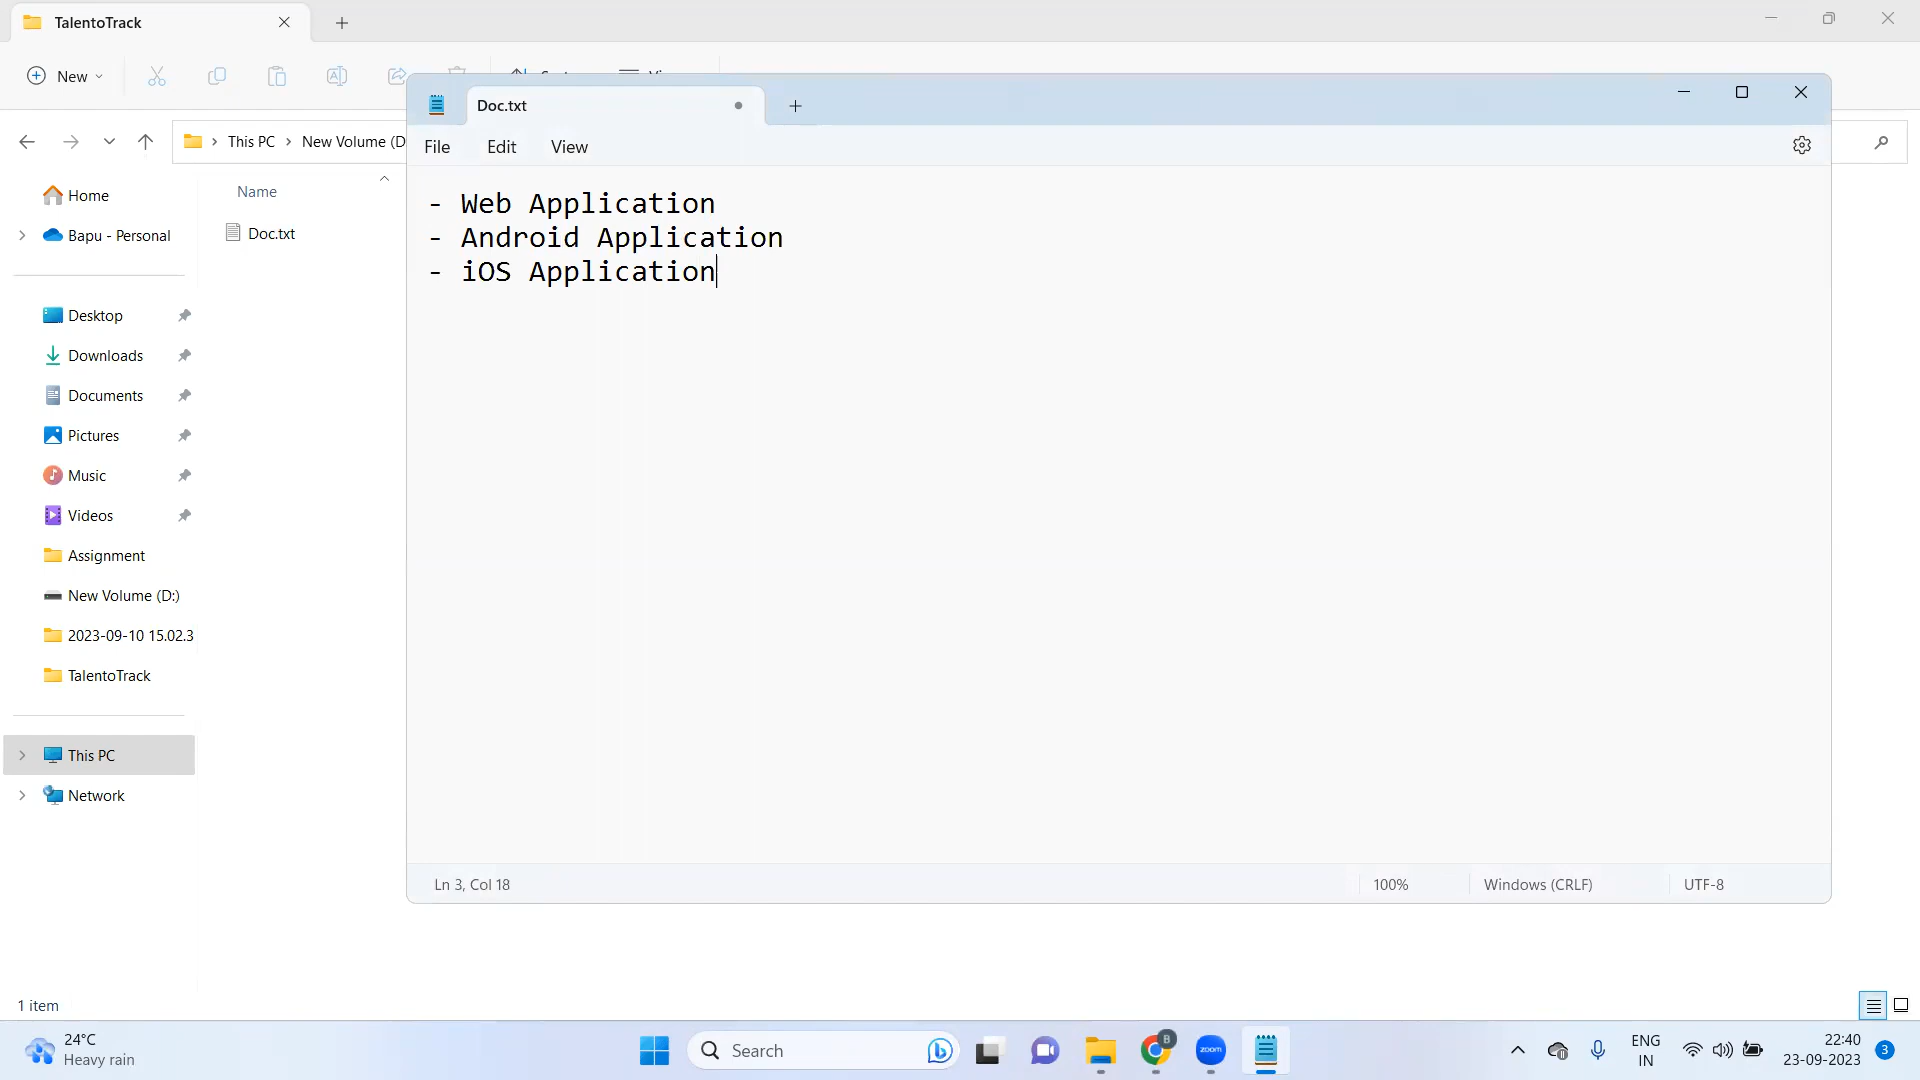 TalentoTrack
New
Doc.txt
File Edit View
This PC New Volume (D
Name
Doc.txt
Home
Bapu - Personal
Desktop
Downloads
Documents
Pictures
Music
Videos
Assignment
New Volume (D:)
2023-09-10 15.02.3
TalentoTrack
This PC
Network
- Web Application
- Android Application
- iOS Application
Ln 3, Col 18
100%
Windows (CRLF)
UTF-8
1 item
24°C
Heavy rain
Search
B
zoom
ENG
IN
22:40
23-09-2023
3